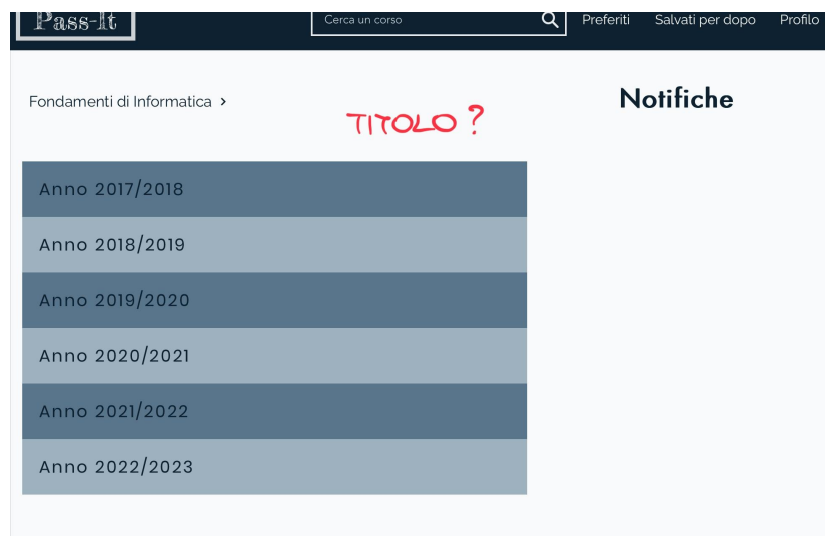 Pass-It
Cerca un corso
Preferiti Salvati per dopo Profilo
Fondamenti di Informatica >
TITOLO?
Notifiche
Anno 2017/2018
Anno 2018/2019
Anno 2019/2020
Anno 2020/2021
Anno 2021/2022
Anno 2022/2023